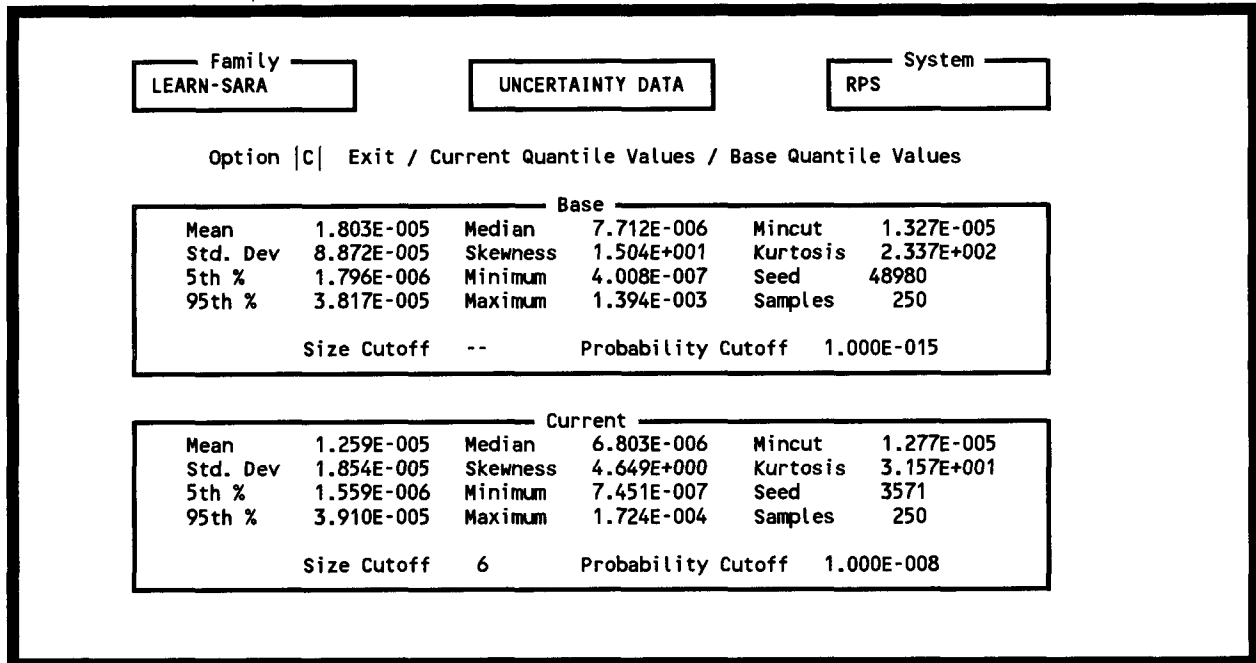 Family
LEARN-SARA
UNCERTAINTY DATA
System
RPS
Option |C| Exit / Current Quantile Values / Base Quantile Values
Base
Mean 1.803E-005 Median 7.712E-006 Mincut 1.327E-005
Std. Dev 8.872E-005 Skewness 1.504E+001 Kurtosis 2.337E+002
5th % 1.796E-006 Minimum 4.008E-007 Seed 48980
95th % 3.817E-005 Maximum 1.394E-003 Samples 250
Size Cutoff -- Probability Cutoff 1.000E-015
Current
Mean 1.259E-005 Median 6.803E-006 Mincut 1.277E-005
Std. Dev 1.854E-005 Skewness 4.649E+000 Kurtosis 3.157E+001
5th % 1.559E-006 Minimum 7.451E-007 Seed 3571
95th % 3.910E-005 Maximum 1.724E-004 Samples 250
Size Cutoff 6 Probability Cutoff 1.000E-008